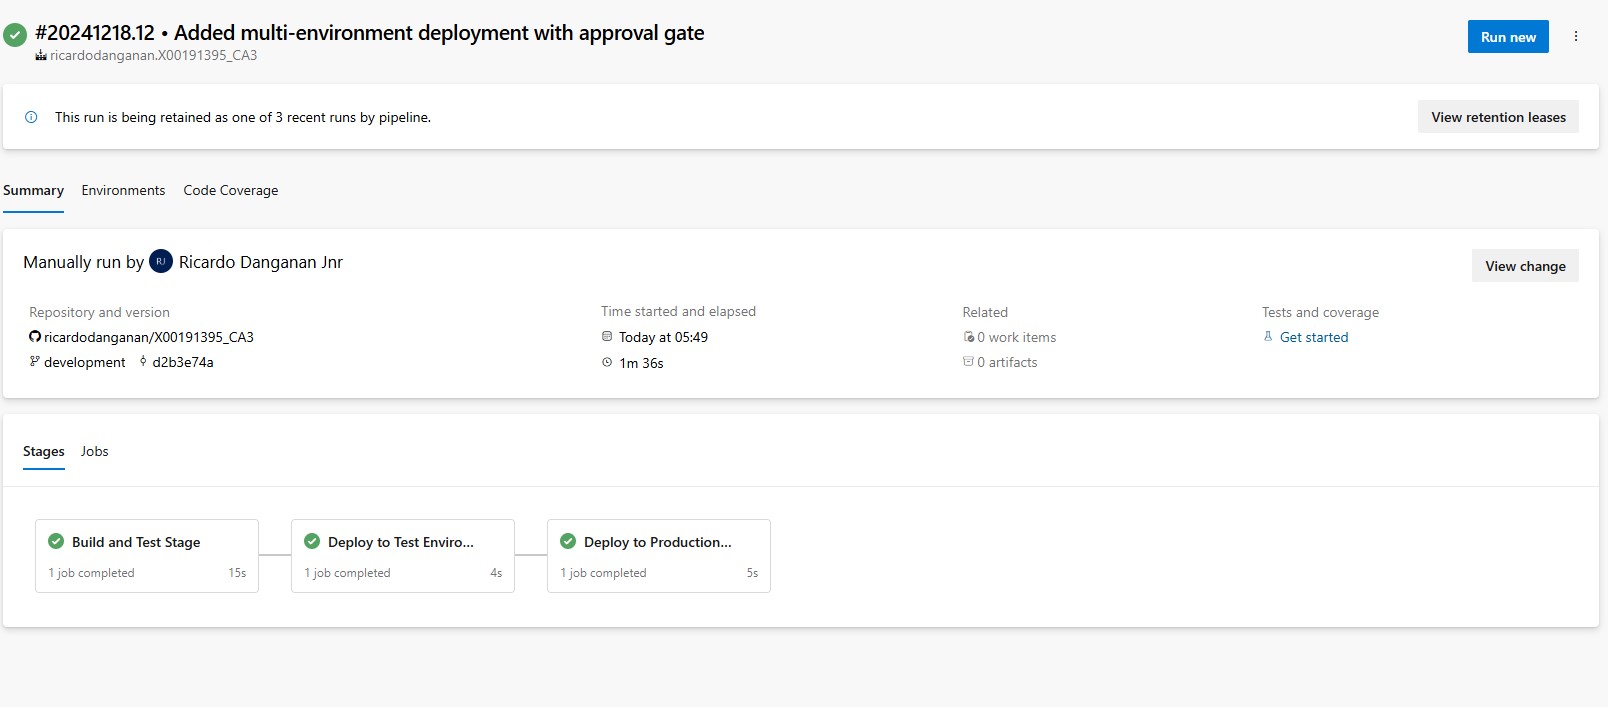 #20241218.12 • Added multi-environment deployment with approval gate
Run new
ricardodanganan.X00191395_CA3
This run is being retained as one of 3 recent runs by pipeline.
View retention leases
Summary Environments Code Coverage
Manually run by RJ Ricardo Danganan Jnr
View change
Repository and version
ricardodanganan/X00191395_CA3
development d2b3e74a
Time started and elapsed
Today at 05:49
1m 36s
Related
0 work items
0 artifacts
Tests and coverage
Get started
Stages Jobs
Build and Test Stage
1 job completed 15s
Deploy to Test Enviro...
1 job completed 4s
Deploy to Production...
1 job completed 5s